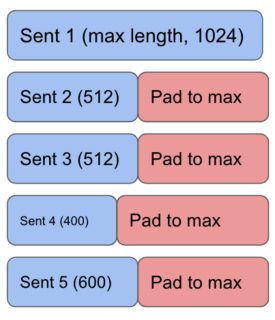 Sent 1 (max length, 1024)
Sent 2 (512) Pad to max
Sent 3 (512) Pad to max
Sent 4 (400) Pad to max
Sent 5 (600) Pad to max